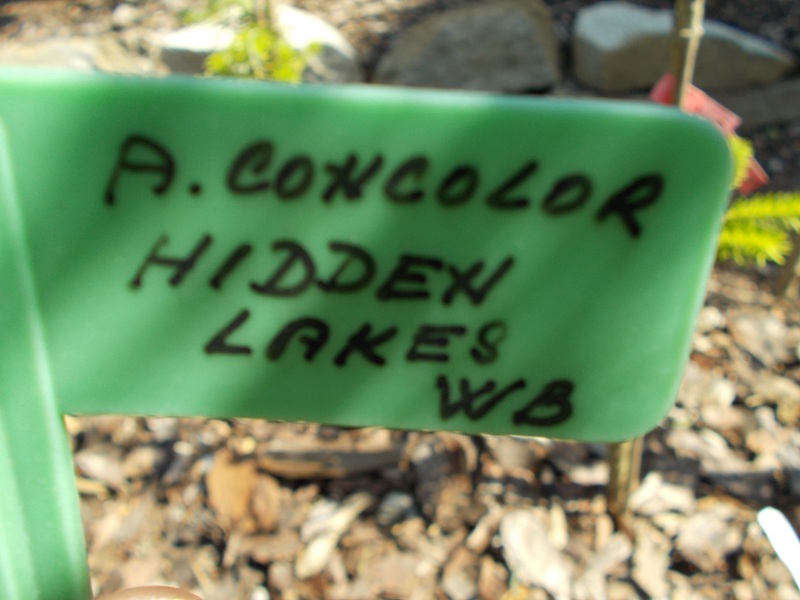 A. CONCOLOR
HIDDEN
LAKES
WB